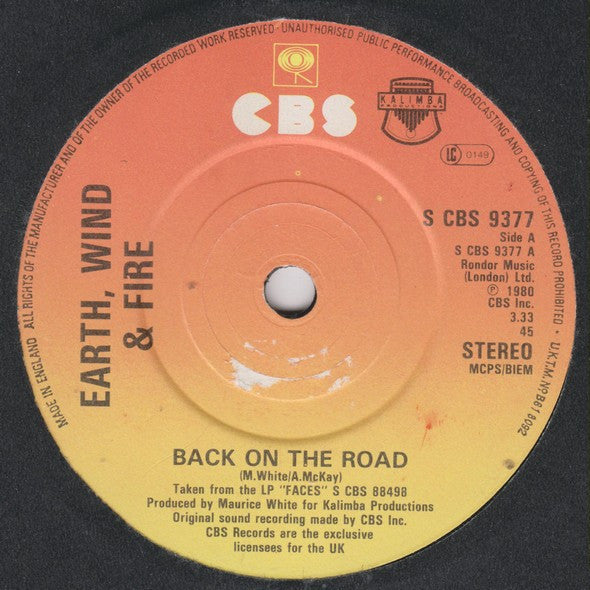 MADE IN ENGLAND ALL RIGHTS OF THE MANUFACTURER AND OF THE OWNER OF THE RECORDED WORK RESERVED - UNAUTHORISED PUBLIC PERFORMANCE BROADCASTING AND COPYING OF THIS RECORD PROHIBITED • U.K.T.M. Nº B618092
CBS
KALIMBA
PRODUCTIONS
LC 0149
EARTH, WIND
& FIRE
S CBS 9377
Side A
S CBS 9377 A
Rondor Music
(London) Ltd.
℗ 1980
CBS Inc.
3.33
45
STEREO
MCPS/BIEM
BACK ON THE ROAD
(M.White/A.McKay)
Taken from the LP "FACES" S CBS 88498
Produced by Maurice White for Kalimba Productions
Original sound recording made by CBS Inc.
CBS Records are the exclusive
licensees for the UK